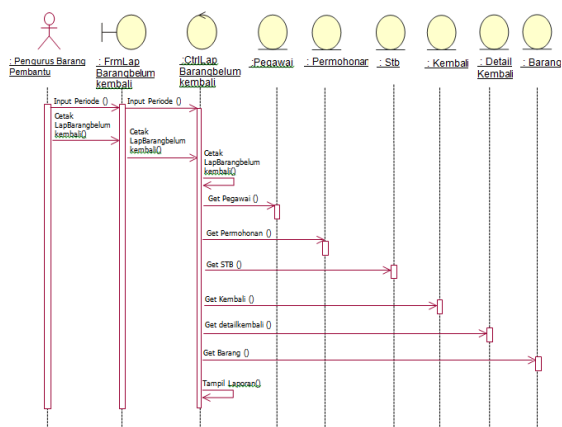 : Pengurus Barang
Pembantu
: FrmLap
Barangbelum
kembali
:CtrlLap
Barangbelum
kembali
:Pegawai
: Permohonan
: Stb
: Kembali
: Detail
Kembali
: Barang
Input Periode ()
Input Periode ()
Cetak
LapBarangbelum
kembali()
Cetak
LapBarangbelum
kembali()
Cetak
LapBarangbelum
kembali()
Get Pegawai ()
Get Permohonan ()
Get STB ()
Get Kembali ()
Get detailkembali ()
Get Barang ()
Tampil Laporan()